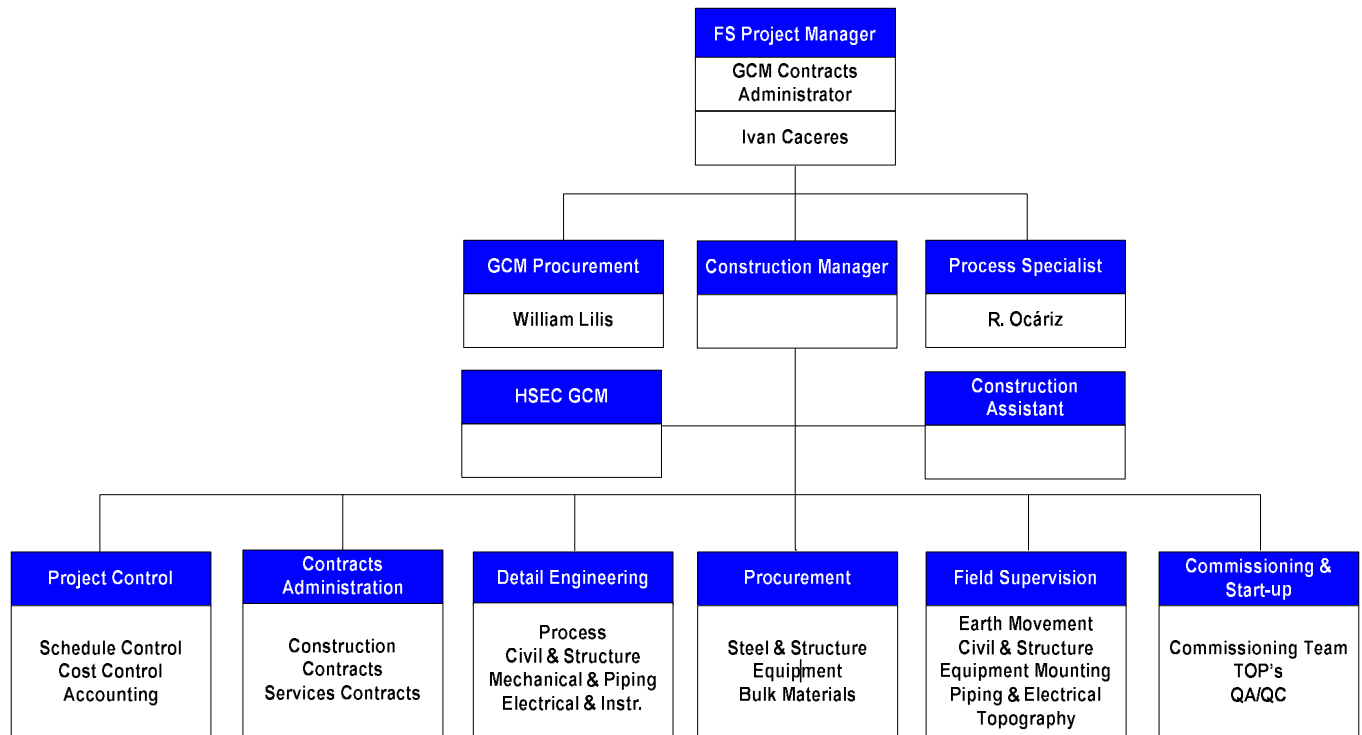 FS Project Manager
GCM Contracts
Administrator
Ivan Caceres
GCM Procurement
William Lilis
Construction Manager
Process Specialist
R. Ocáriz
HSEC GCM
Construction
Assistant
Project Control
Schedule Control
Cost Control
Accounting
Contracts
Administration
Construction
Contracts
Services Contracts
Detail Engineering
Process
Civil & Structure
Mechanical & Piping
Electrical & Instr.
Procurement
Steel & Structure
Equipment
Bulk Materials
Field Supervision
Earth Movement
Civil & Structure
Equipment Mounting
Piping & Electrical
Topography
Commissioning &
Start-up
Commissioning Team
TOP's
QA/QC